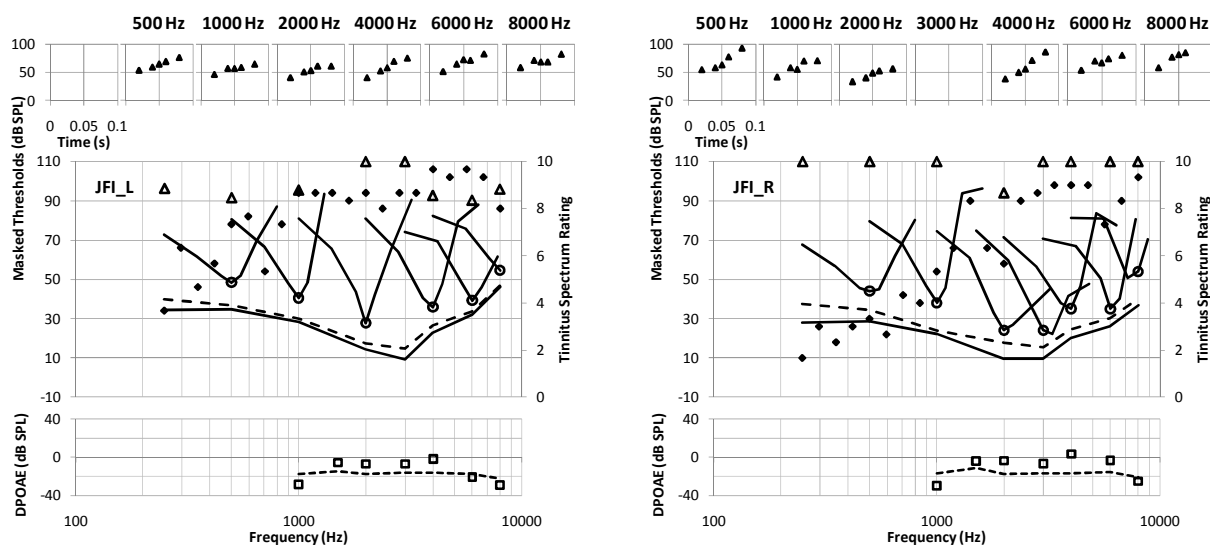 500 Hz 1000 Hz 2000 Hz 4000 Hz 6000 Hz 8000 Hz
100
50
0
0 0.05 0.1
Time (s)
Masked Thresholds (dB SPL)
110
90
70
50
30
10
-10
JFI_L
10
8
6
4
2
0
Tinnitus Spectrum Rating
DPOAE (dB SPL)
40
0
-40
100 1000 10000
Frequency (Hz)
500 Hz 1000 Hz 2000 Hz 3000 Hz 4000 Hz 6000 Hz 8000 Hz
100
50
0
0 0.05 0.1
Time (s)
Masked Thresholds (dB SPL)
110
90
70
50
30
10
-10
JFI_R
10
8
6
4
2
0
Tinnitus Spectrum Rating
DPOAE (dB SPL)
40
0
-40
100 1000 10000
Frequency (Hz)